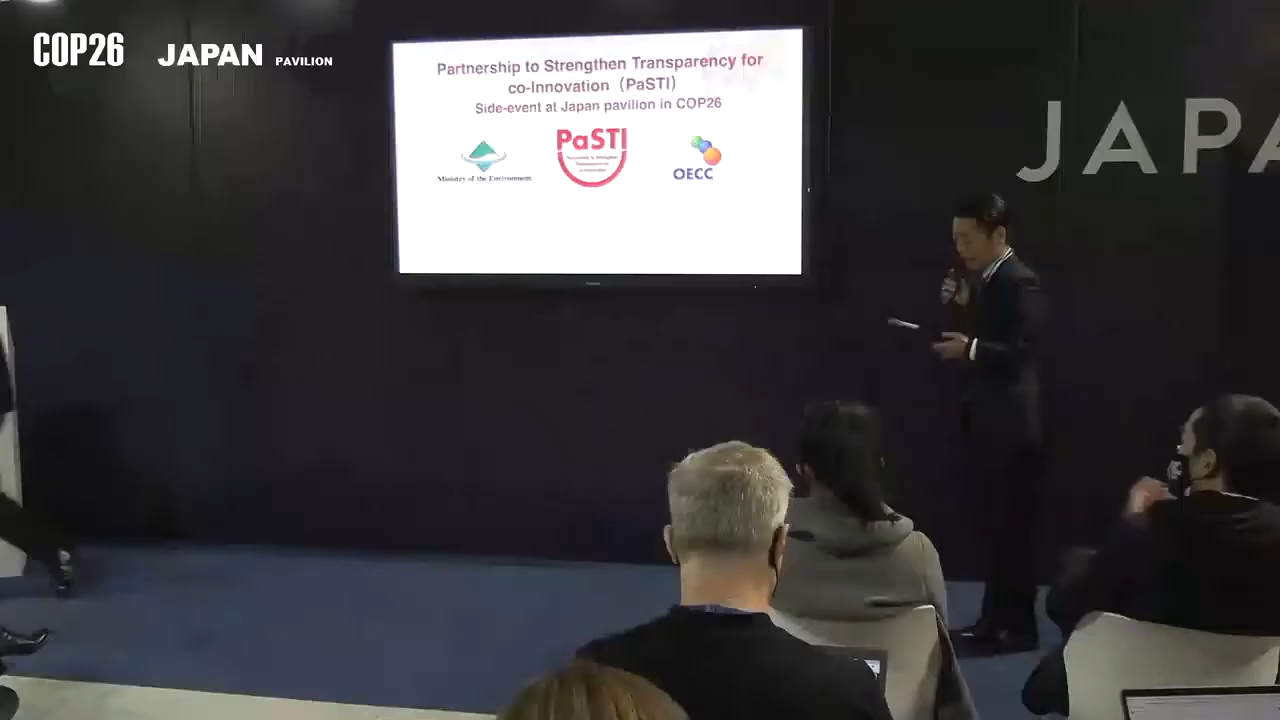 COP26 JAPAN PAVILION
Partnership to Strengthen Transparency for
co-Innovation（PaSTI）
Side-event at Japan pavilion in COP26
PaSTI
Ministry of the Environment
OECC
JAPA